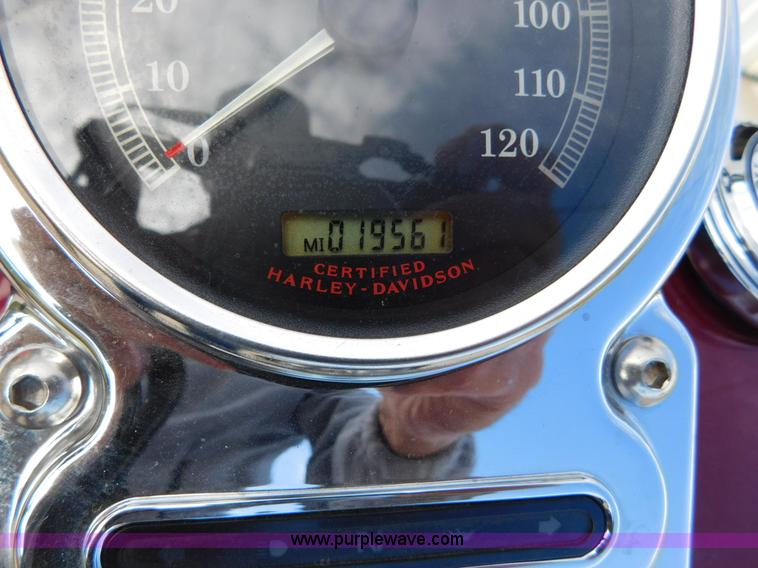 20
10
0
100
110
120
MI 019561
CERTIFIED
HARLEY-DAVIDSON
www.purplewave.com